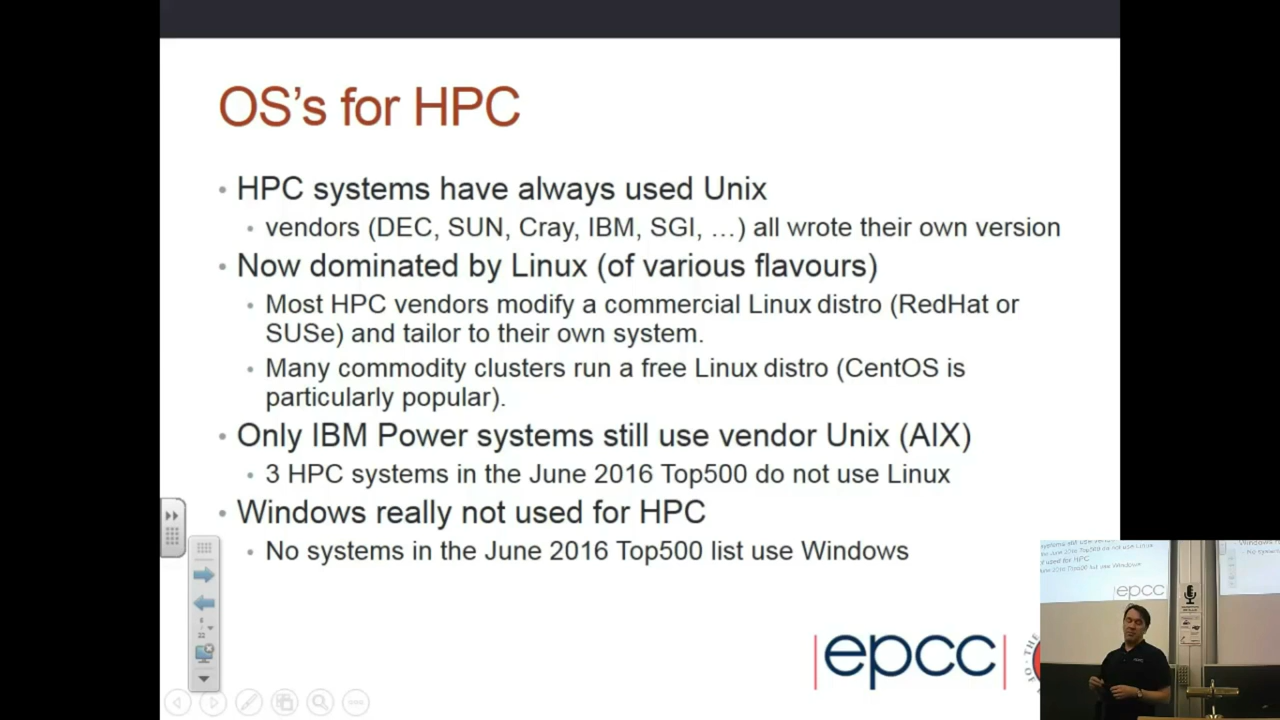 OS's for HPC
• HPC systems have always used Unix
• vendors (DEC, SUN, Cray, IBM, SGI, …) all wrote their own version
• Now dominated by Linux (of various flavours)
• Most HPC vendors modify a commercial Linux distro (RedHat or
SUSe) and tailor to their own system.
• Many commodity clusters run a free Linux distro (CentOS is
particularly popular).
• Only IBM Power systems still use vendor Unix (AIX)
• 3 HPC systems in the June 2016 Top500 do not use Linux
• Windows really not used for HPC
• No systems in the June 2016 Top500 list use Windows
6
/
22
|epcc|
THE
epcc